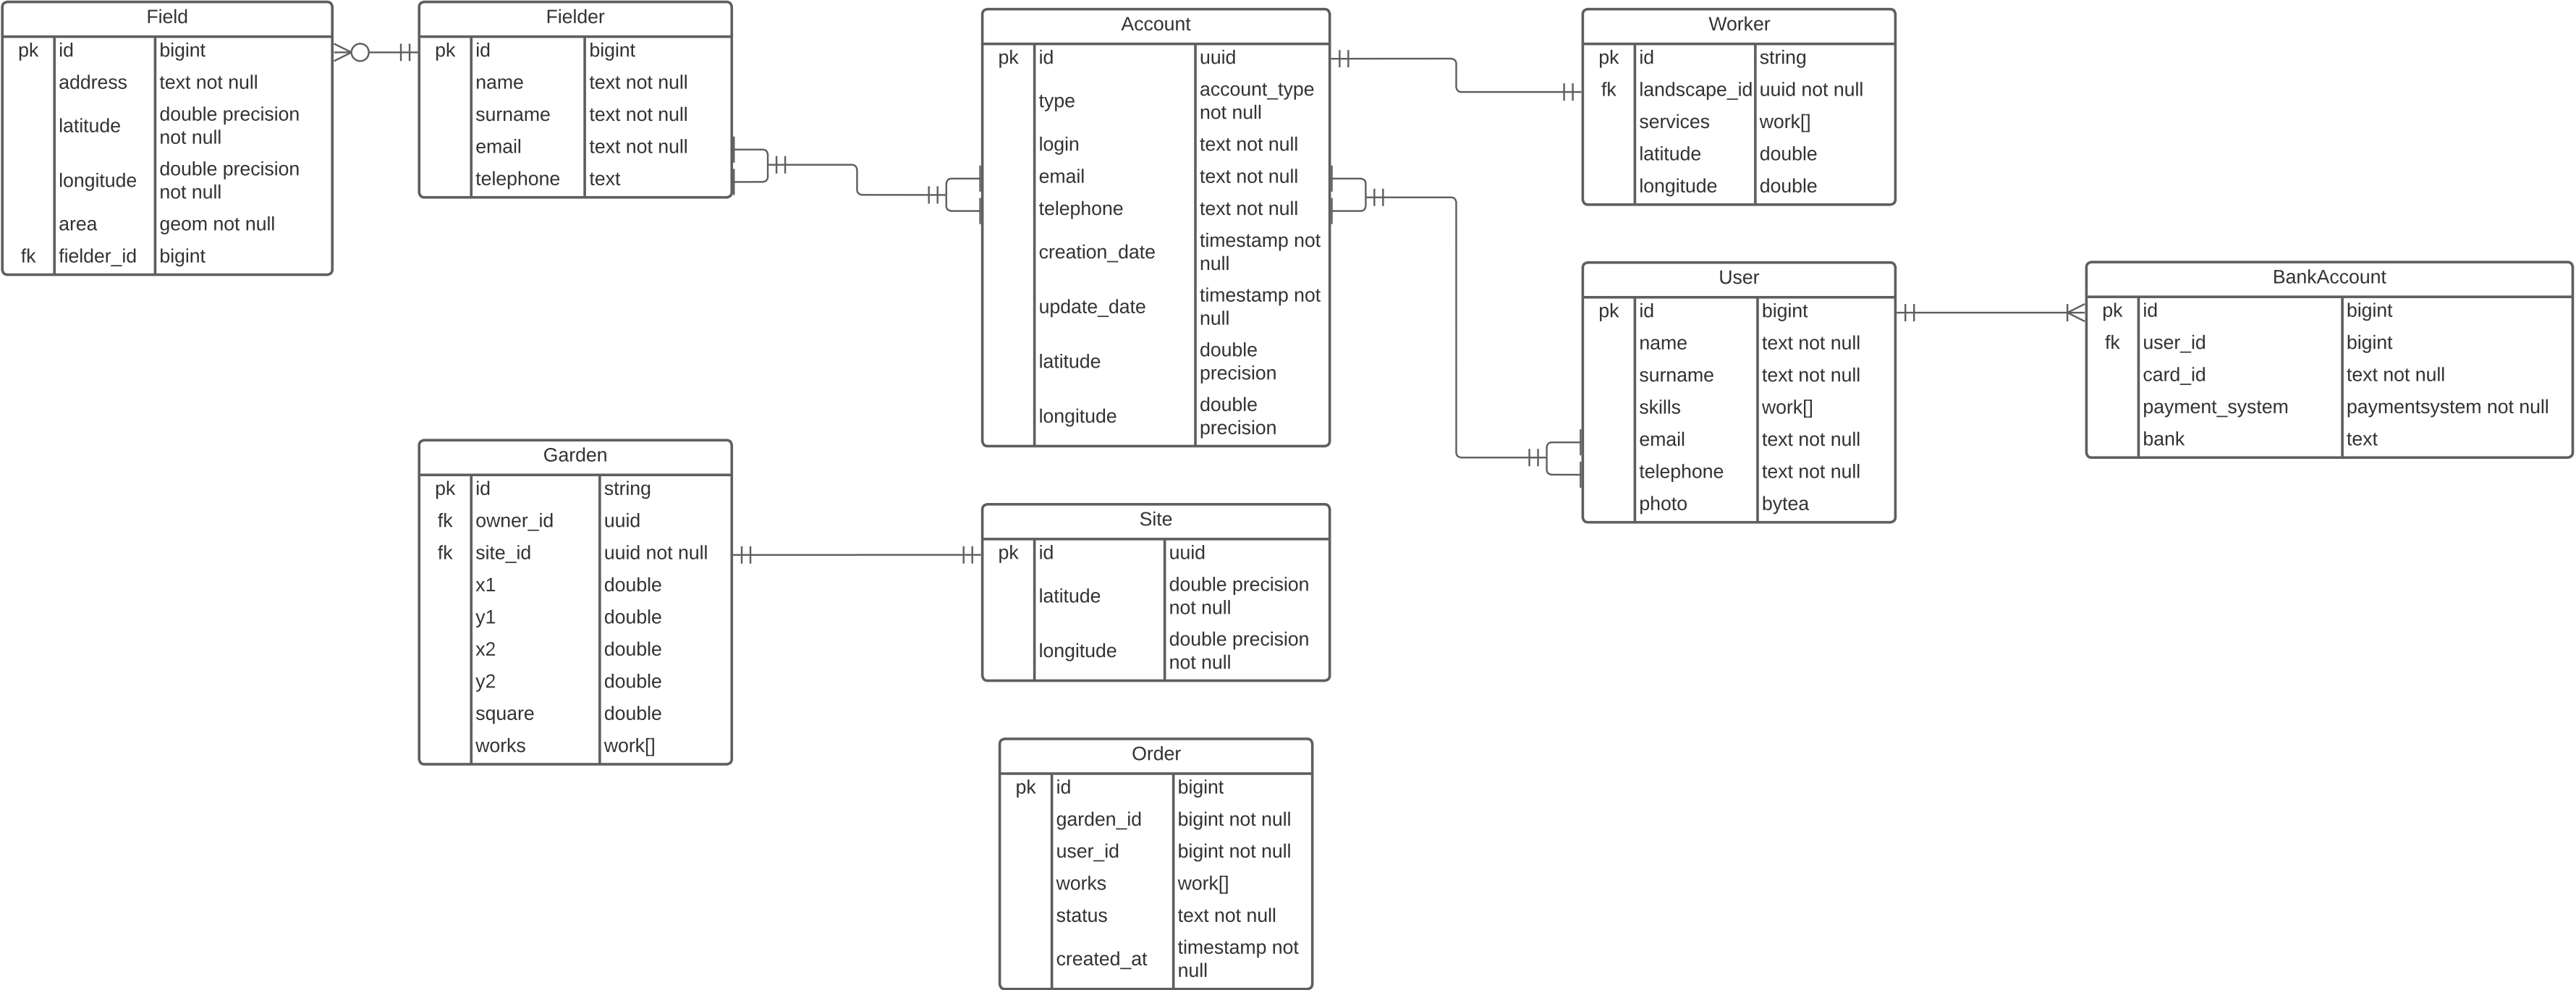 Field
pk id bigint
address text not null
latitude double precision
not null
longitude double precision
not null
area geom not null
fk fielder_id bigint
Fielder
pk id bigint
name text not null
surname text not null
email text not null
telephone text
Account
pk id uuid
type account_type
not null
login text not null
email text not null
telephone text not null
creation_date timestamp not
null
update_date timestamp not
null
latitude double
precision
longitude double
precision
Worker
pk id string
fk landscape_id uuid not null
services work[]
latitude double
longitude double
User
pk id bigint
name text not null
surname text not null
skills work[]
email text not null
telephone text not null
photo bytea
BankAccount
pk id bigint
fk user_id bigint
card_id text not null
payment_system paymentsystem not null
bank text
Garden
pk id string
fk owner_id uuid
fk site_id uuid not null
x1 double
y1 double
x2 double
y2 double
square double
works work[]
Site
pk id uuid
latitude double precision
not null
longitude double precision
not null
Order
pk id bigint
garden_id bigint not null
user_id bigint not null
works work[]
status text not null
created_at timestamp not
null